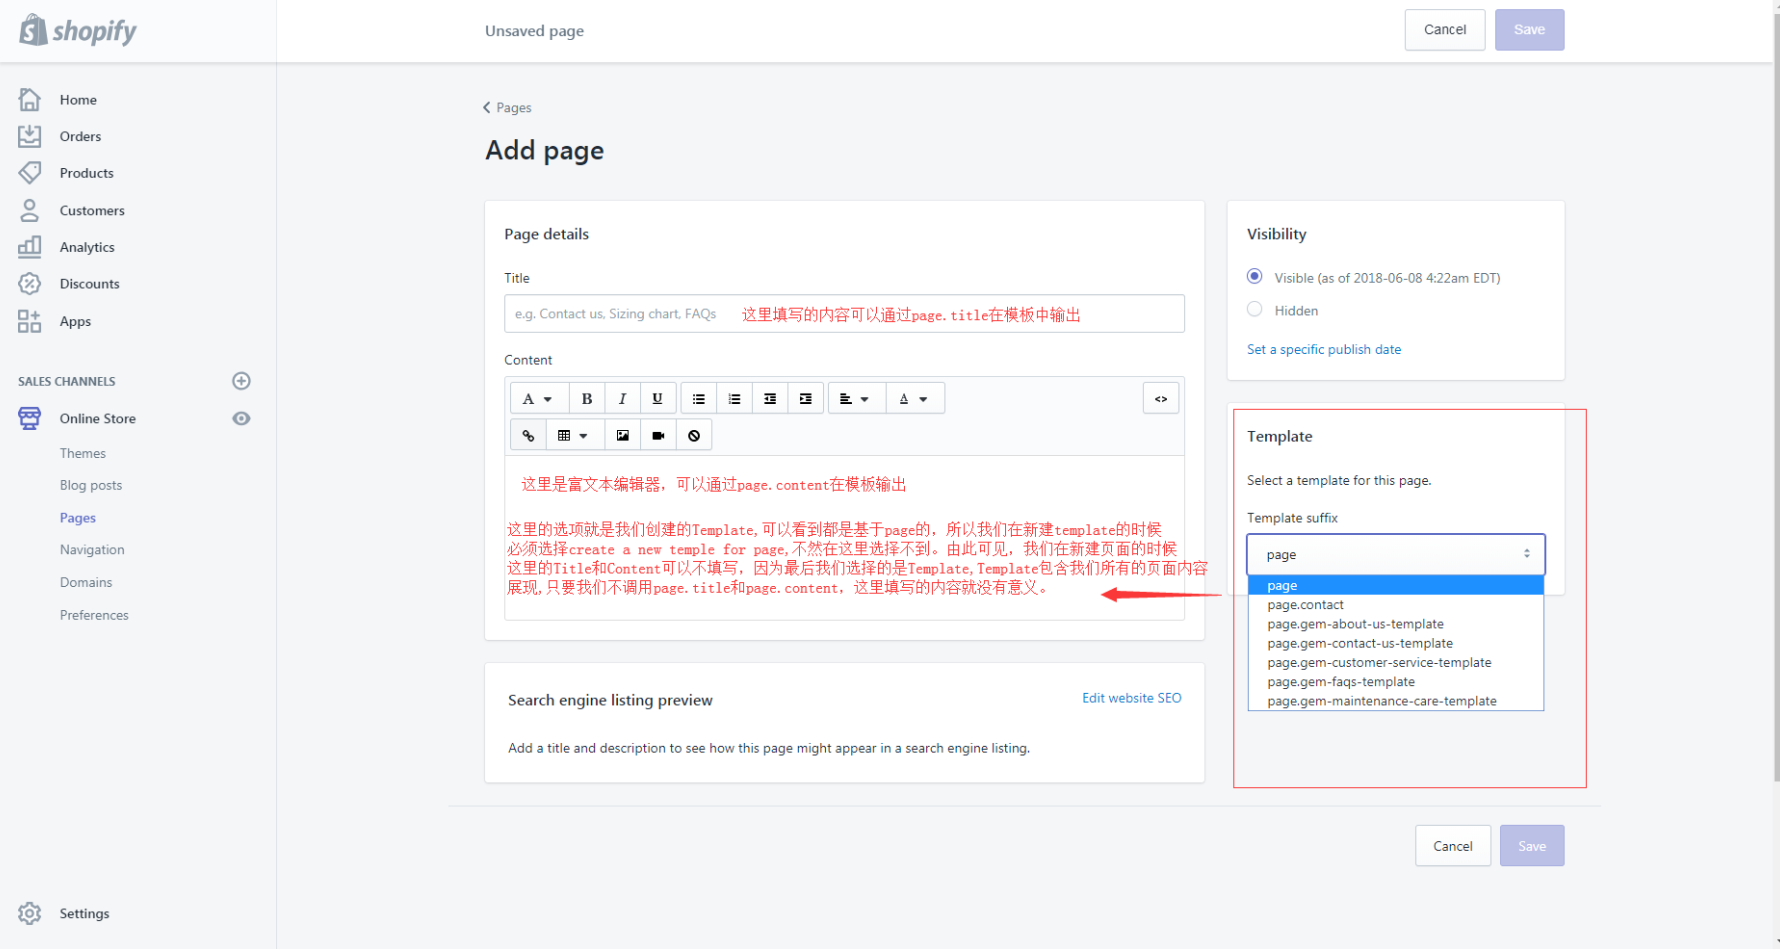 shopify
Unsaved page
Cancel
Save
Home
Orders
Products
Customers
Analytics
Discounts
Apps
SALES CHANNELS
Online Store
Themes
Blog posts
Pages
Navigation
Domains
Preferences
Settings
Pages
Add page
Page details
Title
e.g. Contact us, Sizing chart, FAQs 这里填写的内容可以通过page.title在模板中输出
Content
A B I U A <>
这里是富文本编辑器，可以通过page.content在模板输出
这里的选项就是我们创建的Template,可以看到都是基于page的，所以我们在新建template的时候
必须选择create a new temple for page,不然在这里选择不到。由此可见，我们在新建页面的时候
这里的Title和Content可以不填写，因为最后我们选择的是Template,Template包含我们所有的页面内容
展现,只要我们不调用page.title和page.content，这里填写的内容就没有意义。
Search engine listing preview
Edit website SEO
Add a title and description to see how this page might appear in a search engine listing.
Visibility
Visible (as of 2018-06-08 4:22am EDT)
Hidden
Set a specific publish date
Template
Select a template for this page.
Template suffix
page
page
page.contact
page.gem-about-us-template
page.gem-contact-us-template
page.gem-customer-service-template
page.gem-faqs-template
page.gem-maintenance-care-template
Cancel
Save